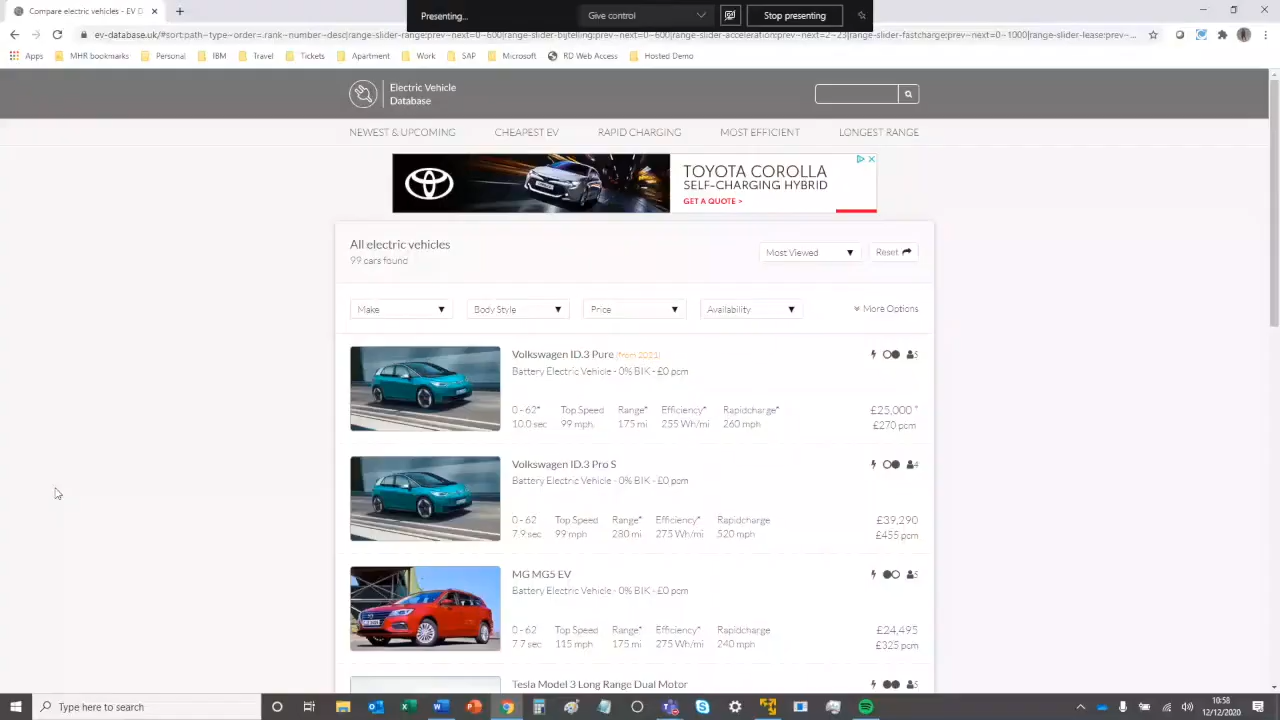 Compare electric vehicles - EV D
Presenting...
Give control
Stop presenting
ev-database.uk/#sort:path~type~order=.rank~number~desc|range-slider-range:prev~next=0~600|range-slider-bijtelling:prev~next=0~600|range-slider-acceleration:prev~next=2~23|range-slider-fastcharge:prev~next=0~1000|range-slider-lease:prev~...
Apps
MHR bookmarks
Personal
IBM
Travel
Tickets
Apartment
Work
SAP
Microsoft
RD Web Access
Hosted Demo
Electric Vehicle
Database
NEWEST & UPCOMING
CHEAPEST EV
RAPID CHARGING
MOST EFFICIENT
LONGEST RANGE
TOYOTA COROLLA
SELF-CHARGING HYBRID
GET A QUOTE >
All electric vehicles
99 cars found
Most Viewed
Reset
Make
Body Style
Price
Availability
More Options
Volkswagen ID.3 Pure (from 2021)
5
Battery Electric Vehicle - 0% BIK - £0 pcm
0 - 62* Top Speed Range* Efficiency* Rapidcharge* £25,000 *
10.0 sec 99 mph 175 mi 255 Wh/mi 260 mph £270 pcm
Volkswagen ID.3 Pro S
4
Battery Electric Vehicle - 0% BIK - £0 pcm
0 - 62 Top Speed Range* Efficiency* Rapidcharge £39,290
7.9 sec 99 mph 280 mi 275 Wh/mi 520 mph £455 pcm
MG MG5 EV
5
Battery Electric Vehicle - 0% BIK - £0 pcm
0 - 62 Top Speed Range* Efficiency* Rapidcharge £24,495
7.7 sec 115 mph 175 mi 275 Wh/mi 240 mph £325 pcm
Tesla Model 3 Long Range Dual Motor
5
Type here to search
10:58
12/12/2020